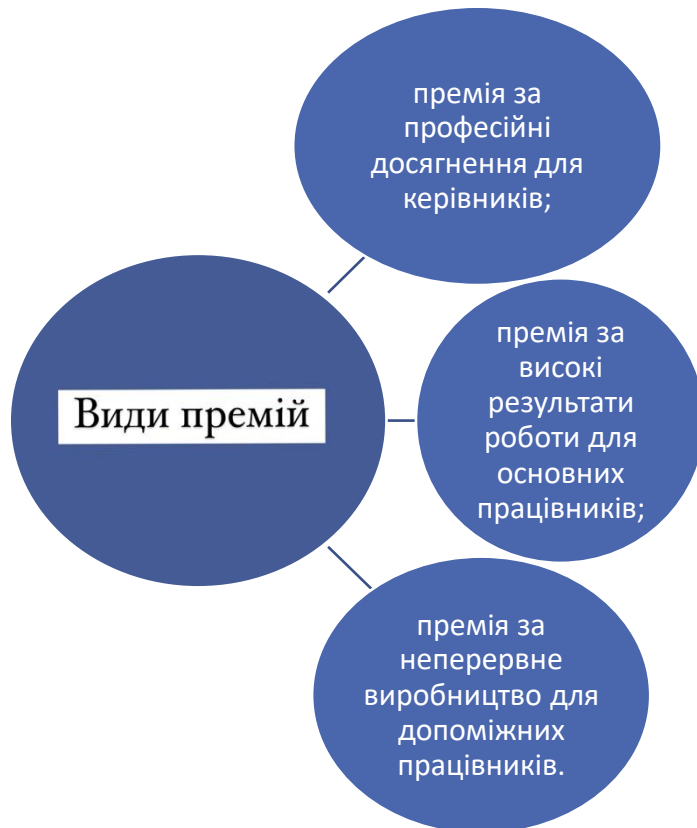 Види премій
премія за
професійні
досягнення для
керівників;
премія за
високі
результати
роботи для
основних
працівників;
премія за
неперервне
виробництво для
допоміжних
працівників.